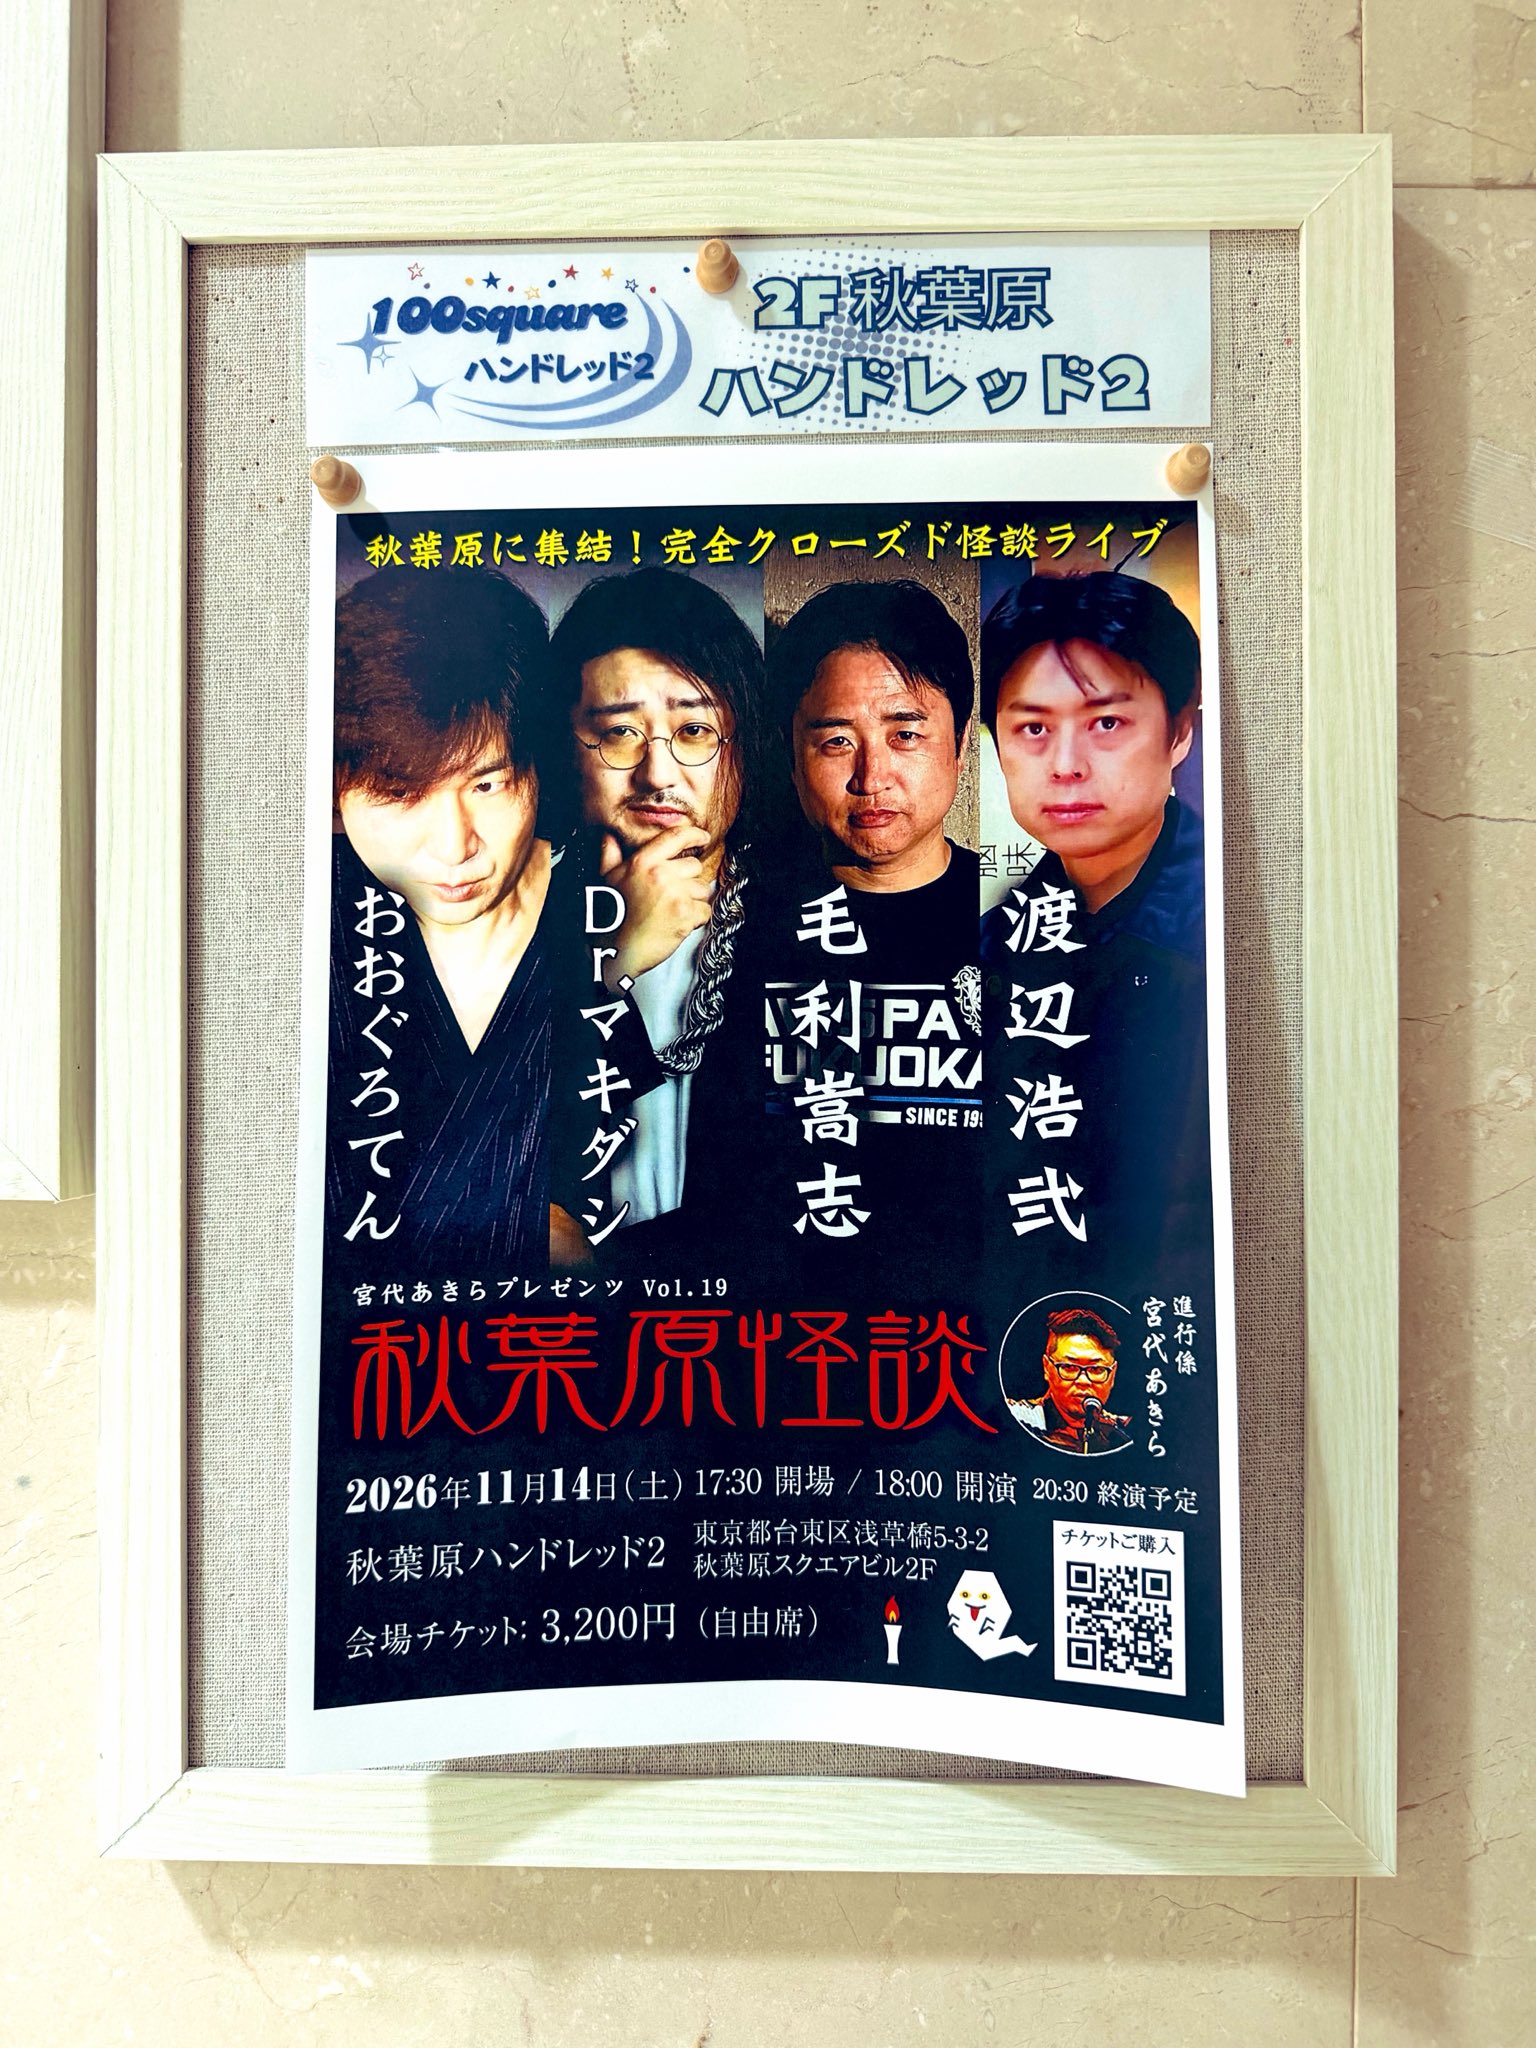 100square
ハンドレッド2
2F 秋葉原
ハンドレッド2
秋葉原に集結！完全クローズド怪談ライブ
おおぐろてん
Dr.マキダシ
毛利嵩志
渡辺浩弐
PA
FUKUOKA
SINCE 199
宮代あきらプレゼンツ Vol.19
秋葉原怪談
進行係
宮代あきら
2026年11月14日(土) 17:30 開場 / 18:00 開演 20:30 終演予定
秋葉原ハンドレッド2
東京都台東区浅草橋5-3-2
秋葉原スクエアビル2F
会場チケット: 3,200円 (自由席)
チケットご購入